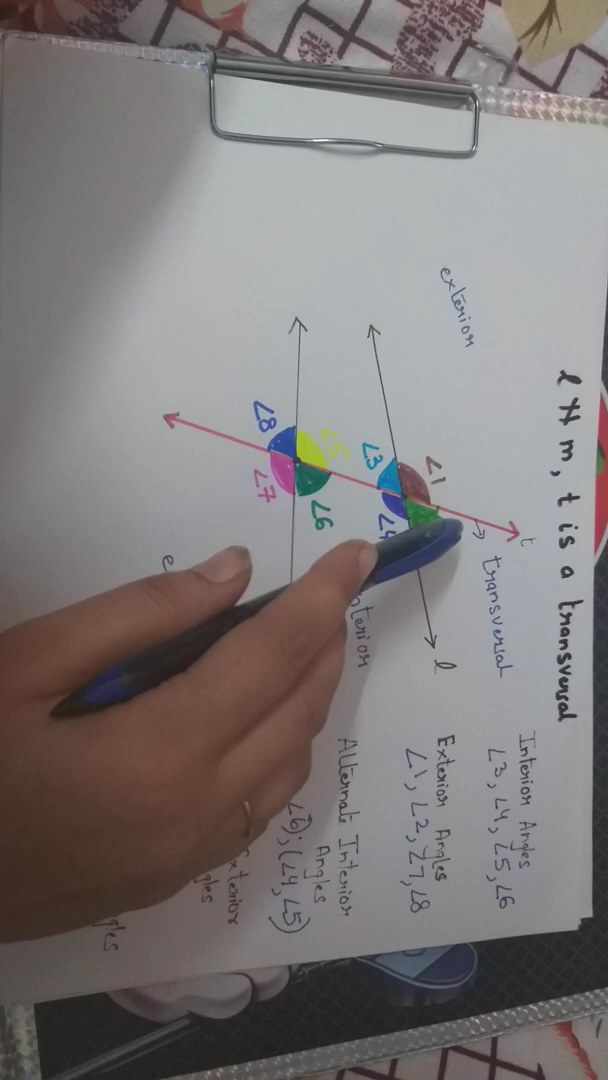 l ∦ m, t is a transversal
t
transversal
exterior
∠1
l
∠3
∠4
interior
∠5
∠6
∠8
∠7
Interior Angles
∠3, ∠4, ∠5, ∠6
Exterior Angles
∠1, ∠2, ∠7, ∠8
Alternate Interior
Angles
∠6); (∠4, ∠5)